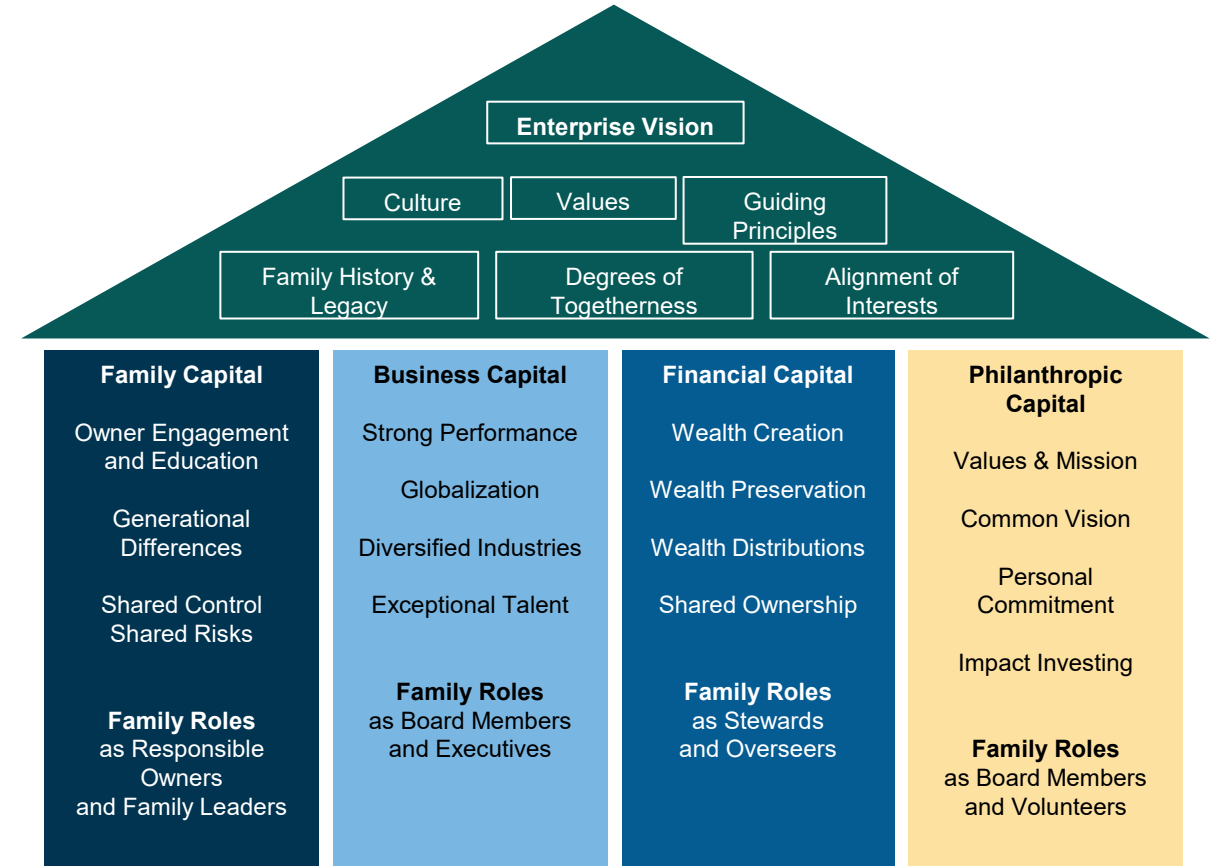 Enterprise Vision
Culture
Values
Guiding
Principles
Family History &
Legacy
Degrees of
Togetherness
Alignment of
Interests
Family Capital
Owner Engagement
and Education
Generational
Differences
Shared Control
Shared Risks
Family Roles
as Responsible
Owners
and Family Leaders
Business Capital
Strong Performance
Globalization
Diversified Industries
Exceptional Talent
Family Roles
as Board Members
and Executives
Financial Capital
Wealth Creation
Wealth Preservation
Wealth Distributions
Shared Ownership
Family Roles
as Stewards
and Overseers
Philanthropic
Capital
Values & Mission
Common Vision
Personal
Commitment
Impact Investing
Family Roles
as Board Members
and Volunteers